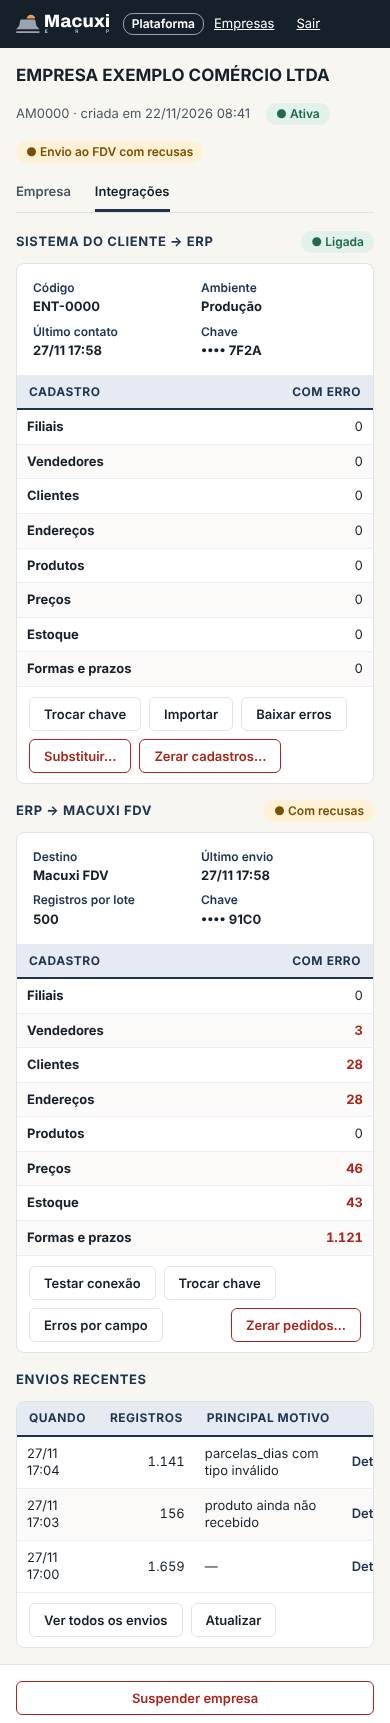 Macuxi
E R P
Plataforma
Empresas
Sair
EMPRESA EXEMPLO COMÉRCIO LTDA
AM0000 · criada em 22/11/2026 08:41
Ativa
Envio ao FDV com recusas
Empresa
Integrações
SISTEMA DO CLIENTE → ERP
Ligada
Código
Ambiente
ENT-0000
Produção
Último contato
Chave
27/11 17:58
•••• 7F2A
CADASTRO COM ERRO
Filiais 0
Vendedores 0
Clientes 0
Endereços 0
Produtos 0
Preços 0
Estoque 0
Formas e prazos 0
Trocar chave
Importar
Baixar erros
Substituir...
Zerar cadastros...
ERP → MACUXI FDV
Com recusas
Destino
Último envio
Macuxi FDV
27/11 17:58
Registros por lote
Chave
500
•••• 91C0
CADASTRO COM ERRO
Filiais 0
Vendedores 3
Clientes 28
Endereços 28
Produtos 0
Preços 46
Estoque 43
Formas e prazos 1.121
Testar conexão
Trocar chave
Erros por campo
Zerar pedidos...
ENVIOS RECENTES
QUANDO REGISTROS PRINCIPAL MOTIVO
27/11 17:04 1.141 parcelas_dias com tipo inválido Det
27/11 17:03 156 produto ainda não recebido Det
27/11 17:00 1.659 — Det
Ver todos os envios
Atualizar
Suspender empresa